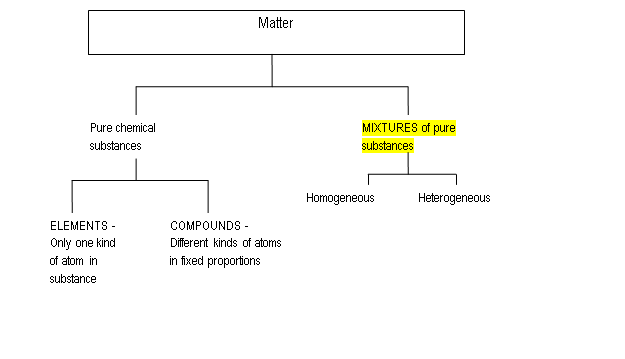 Matter
Pure chemical
substances
MIXTURES of pure
substances
Homogeneous
Heterogeneous
ELEMENTS -
Only one kind
of atom in
substance
COMPOUNDS -
Different kinds of atoms
in fixed proportions